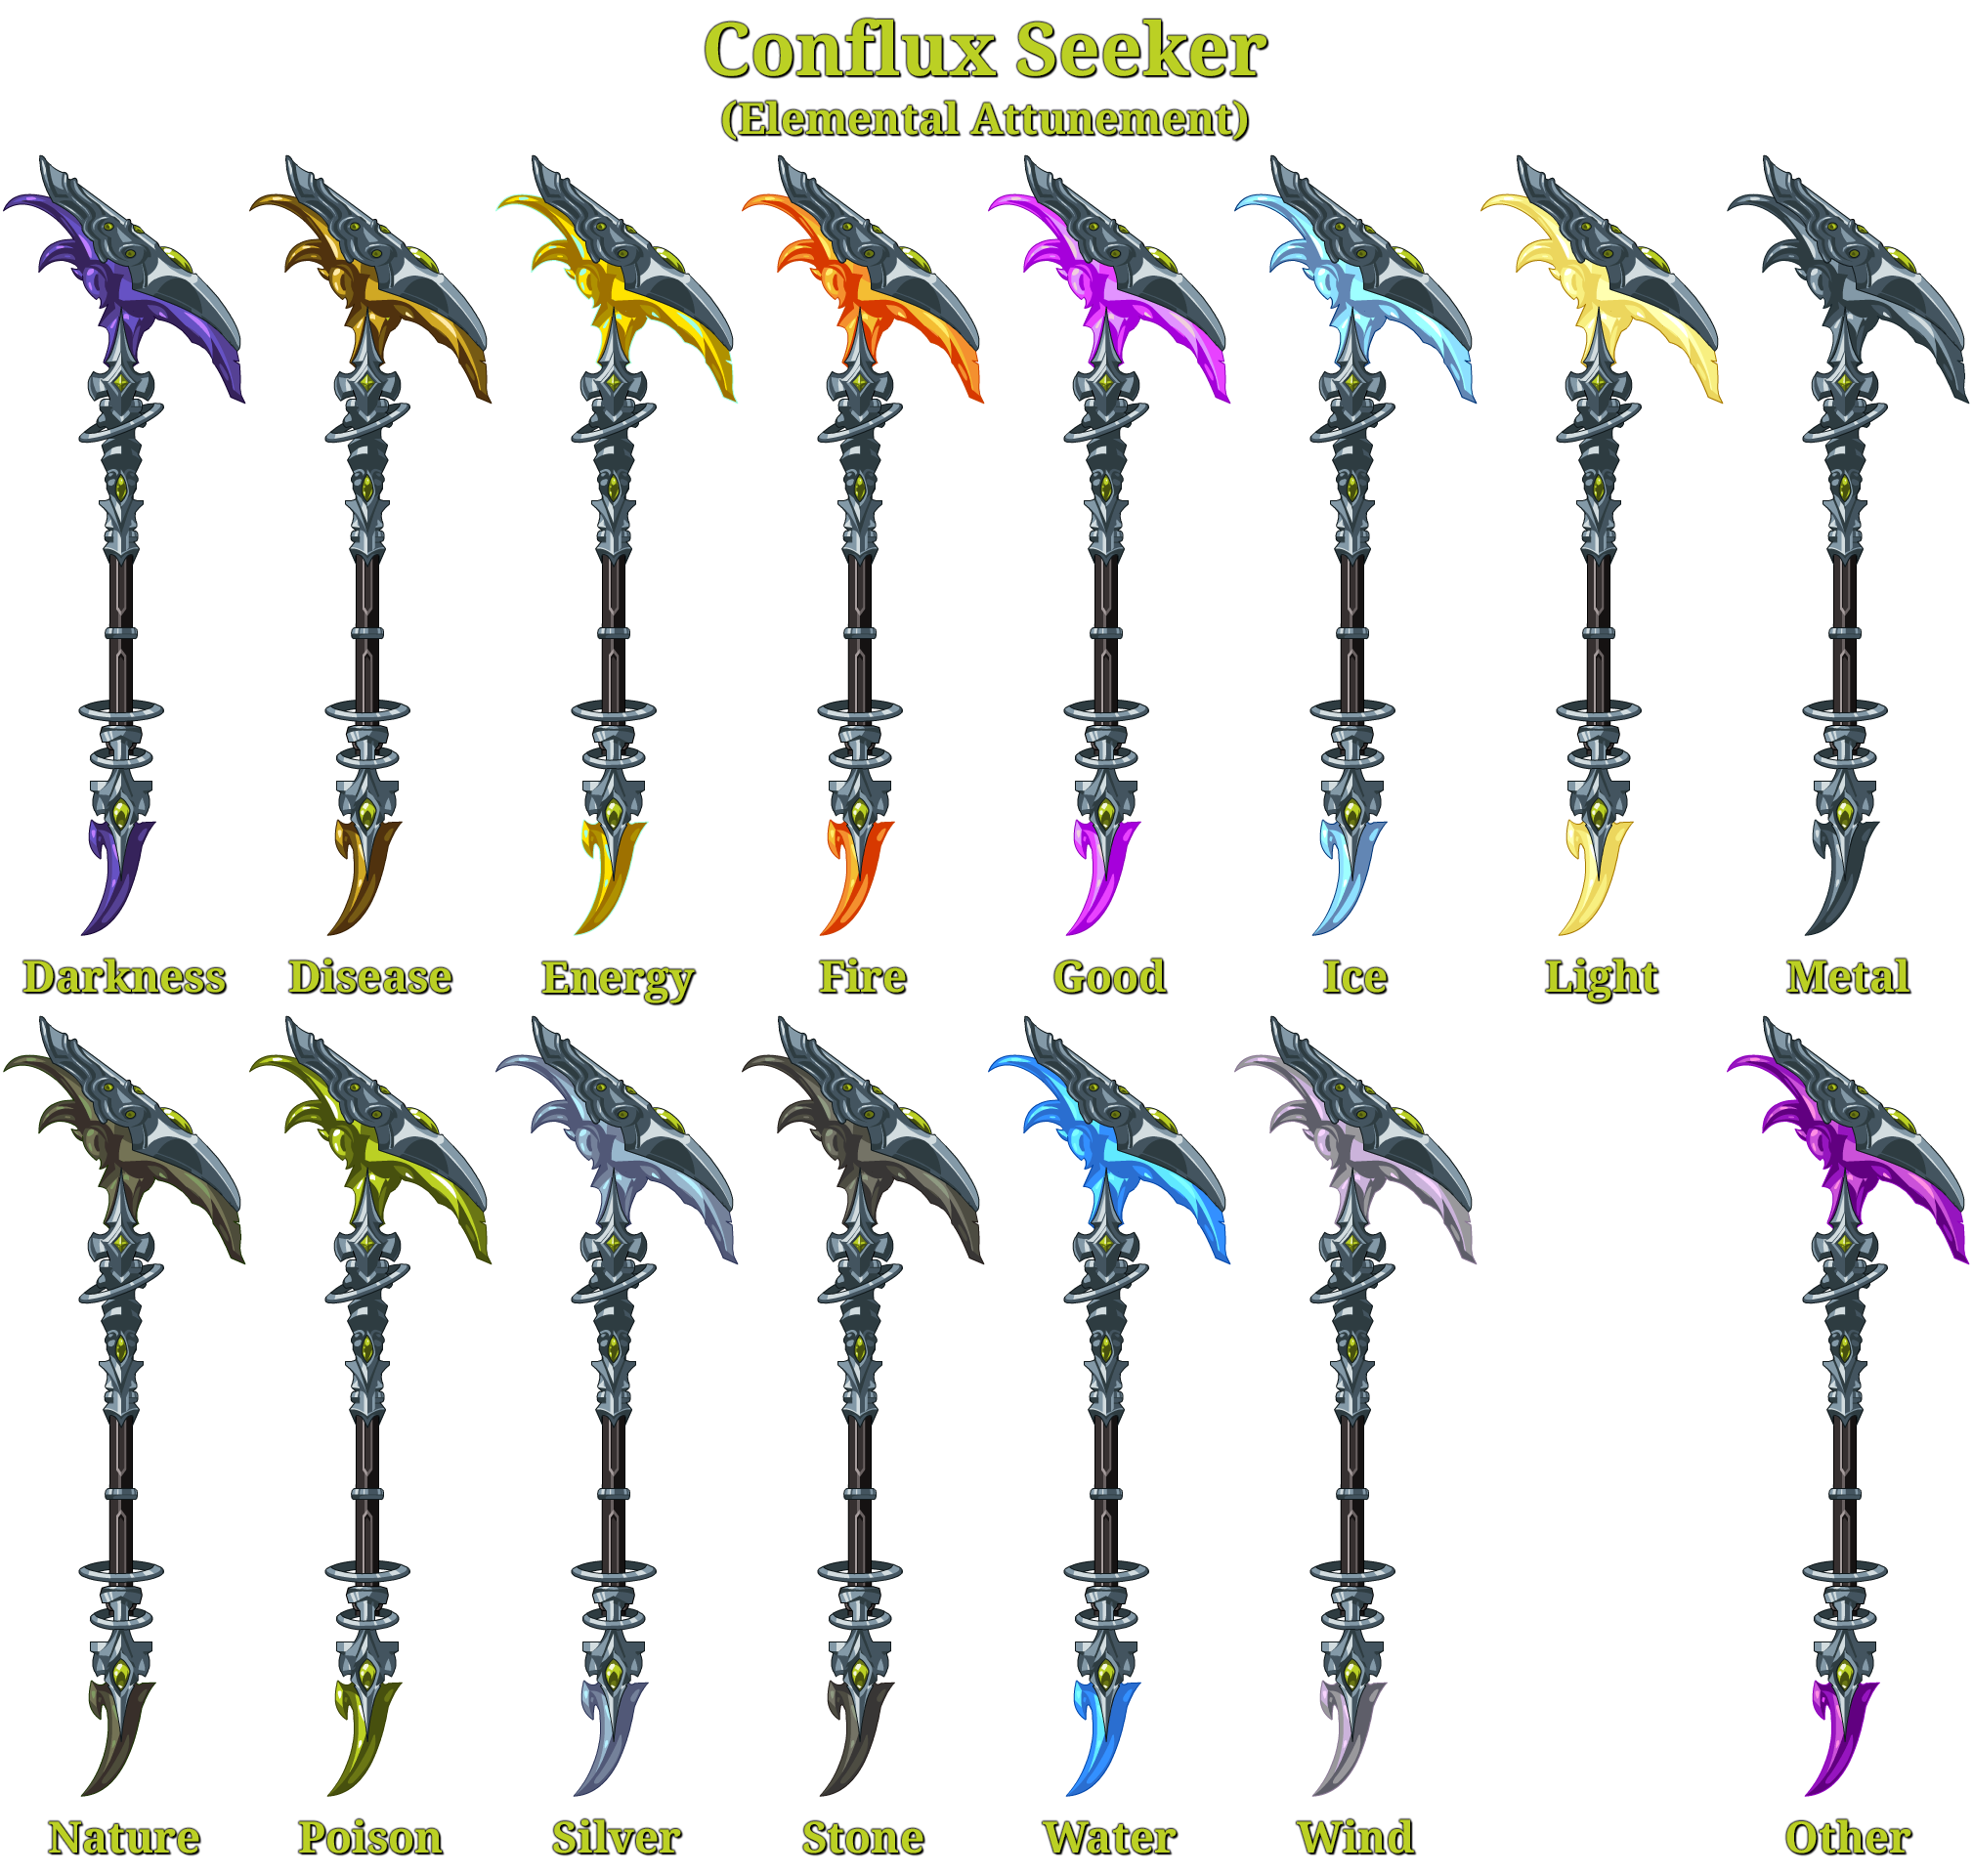 Conflux Seeker
(Elemental Attunement)
Darkness Disease Energy Fire Good Ice Light Metal
Nature Poison Silver Stone Water Wind Other